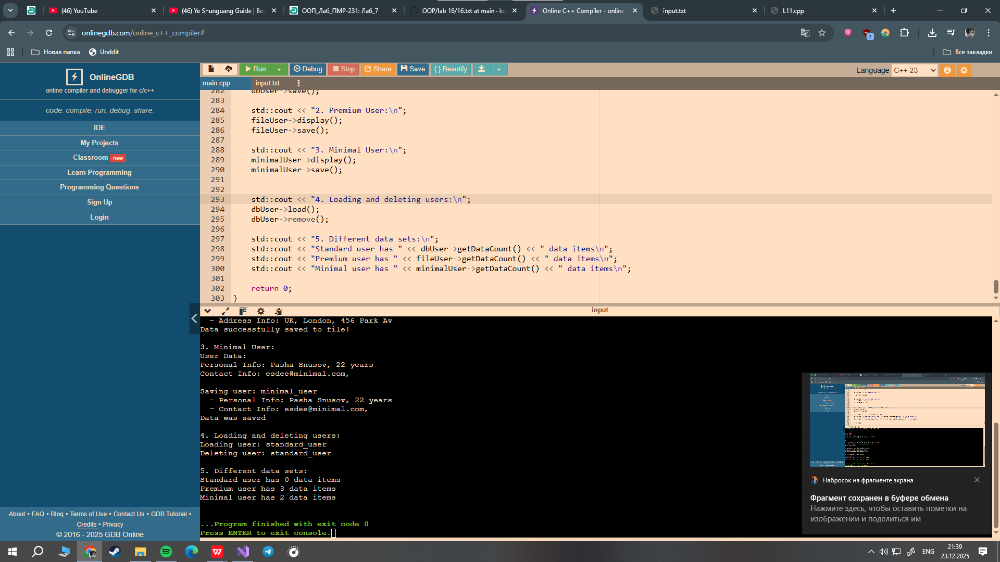 (46) YouTube
(46) Ye Shunguang Guide | Bes
ООП_Лаб_ПМР-231: Лаб_7
OOP/lab 16/16.txt at main · ko
Online C++ Compiler - online
input.txt
L11.cpp
onlinegdb.com/online_c++_compiler#
7
Новая папка
Unddit
Все закладки
OnlineGDB
online compiler and debugger for c/c++
code. compile. run. debug. share.
IDE
My Projects
Classroom new
Learn Programming
Programming Questions
Sign Up
Login
About • FAQ • Blog • Terms of Use • Contact Us • GDB Tutorial •
Credits • Privacy
© 2016 - 2025 GDB Online
Run
Debug
Stop
Share
Save
{ } Beautify
Language C++ 23
main.cpp
input.txt
282 dbUser->save();
283
284 std::cout << "2. Premium User:\n";
285 fileUser->display();
286 fileUser->save();
287
288 std::cout << "3. Minimal User:\n";
289 minimalUser->display();
290 minimalUser->save();
291
292
293 std::cout << "4. Loading and deleting users:\n";
294 dbUser->load();
295 dbUser->remove();
296
297 std::cout << "5. Different data sets:\n";
298 std::cout << "Standard user has " << dbUser->getDataCount() << " data items\n";
299 std::cout << "Premium user has " << fileUser->getDataCount() << " data items\n";
300 std::cout << "Minimal user has " << minimalUser->getDataCount() << " data items\n";
301
302 return 0;
303 }
input
- Address Info: UK, London, 456 Park Av
Data successfully saved to file!
3. Minimal User:
User Data:
Personal Info: Pasha Snusov, 22 years
Contact Info: esdee@minimal.com,
Saving user: minimal_user
- Personal Info: Pasha Snusov, 22 years
- Contact Info: esdee@minimal.com,
Data was saved
4. Loading and deleting users:
Loading user: standard_user
Deleting user: standard_user
5. Different data sets:
Standard user has 0 data items
Premium user has 3 data items
Minimal user has 2 data items
...Program finished with exit code 0
Press ENTER to exit console.
Набросок на фрагменте экрана
Фрагмент сохранен в буфере обмена
Нажмите здесь, чтобы оставить пометки на
изображении и поделиться им
ENG
21:39
23.12.2025